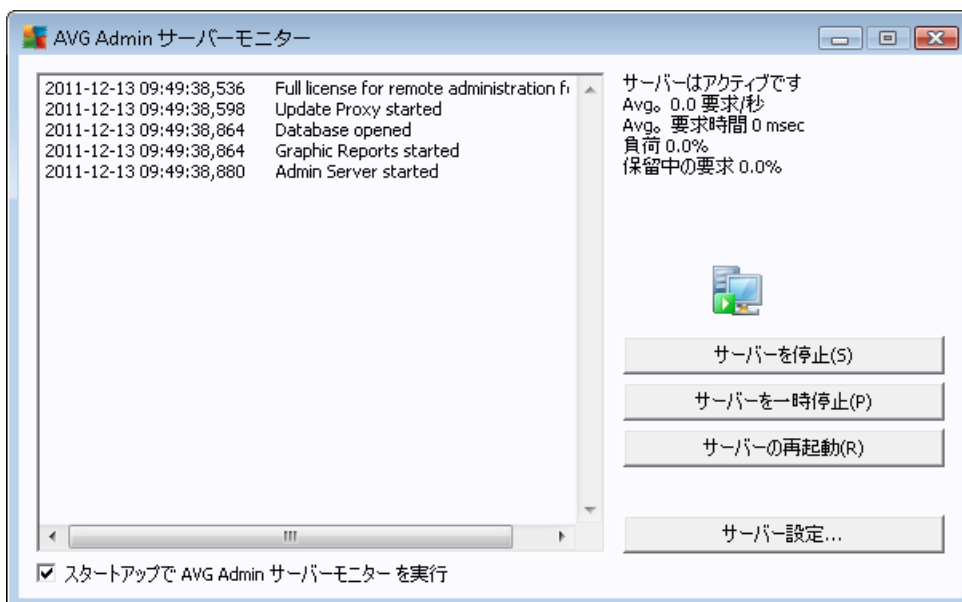 AVG Admin サーバーモニター
2011-12-13 09:49:38,536 Full license for remote administration
2011-12-13 09:49:38,598 Update Proxy started
2011-12-13 09:49:38,864 Database opened
2011-12-13 09:49:38,864 Graphic Reports started
2011-12-13 09:49:38,880 Admin Server started
サーバーはアクティブです
Avg。 0.0 要求/秒
Avg。 要求時間 0 msec
負荷 0.0%
保留中の要求 0.0%
サーバーを停止(S)
サーバーを一時停止(P)
サーバーの再起動(R)
サーバー設定...
スタートアップで AVG Admin サーバーモニター を実行